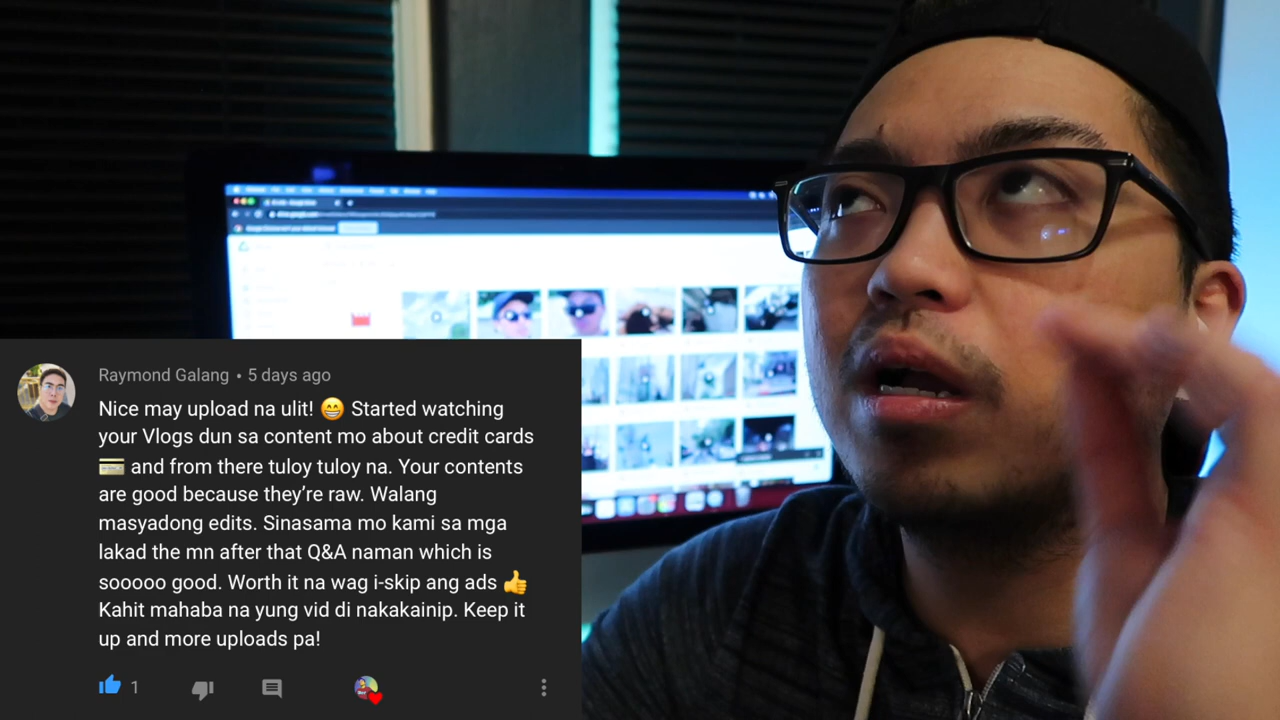 Raymond Galang • 5 days ago
Nice may upload na ulit! 😁 Started watching
your Vlogs dun sa content mo about credit cards
💳 and from there tuloy tuloy na. Your contents
are good because they’re raw. Walang
masyadong edits. Sinasama mo kami sa mga
lakad the mn after that Q&A naman which is
sooooo good. Worth it na wag i-skip ang ads 👍
Kahit mahaba na yung vid di nakakainip. Keep it
up and more uploads pa!
1